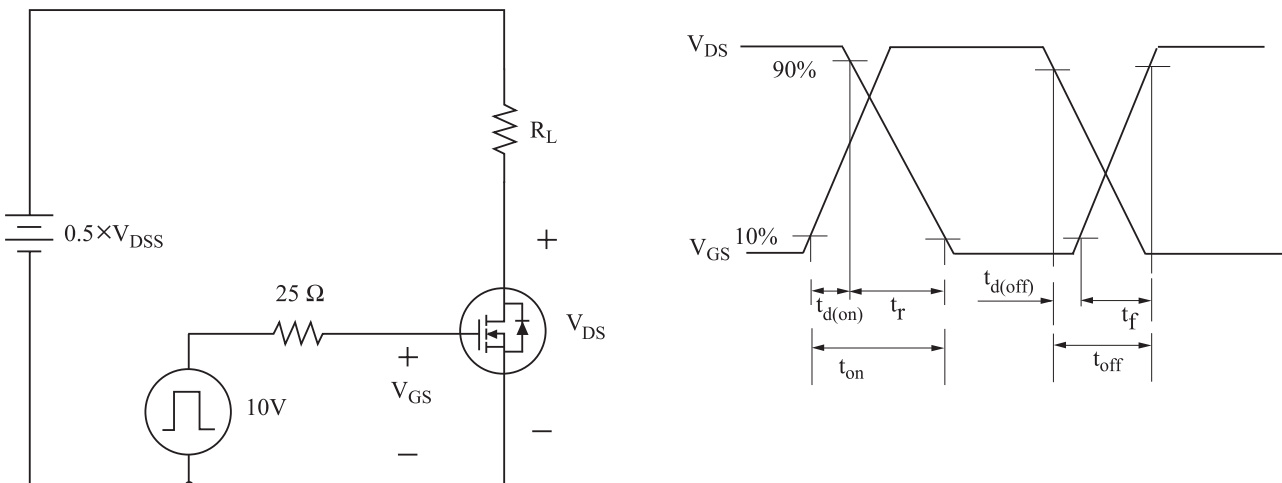 0.5×V_DSS
R_L
25 Ω
10V
+
V_GS
−
+
V_DS
−
V_DS
90%
V_GS
10%
t_d(on)
t_r
t_on
t_d(off)
t_f
t_off